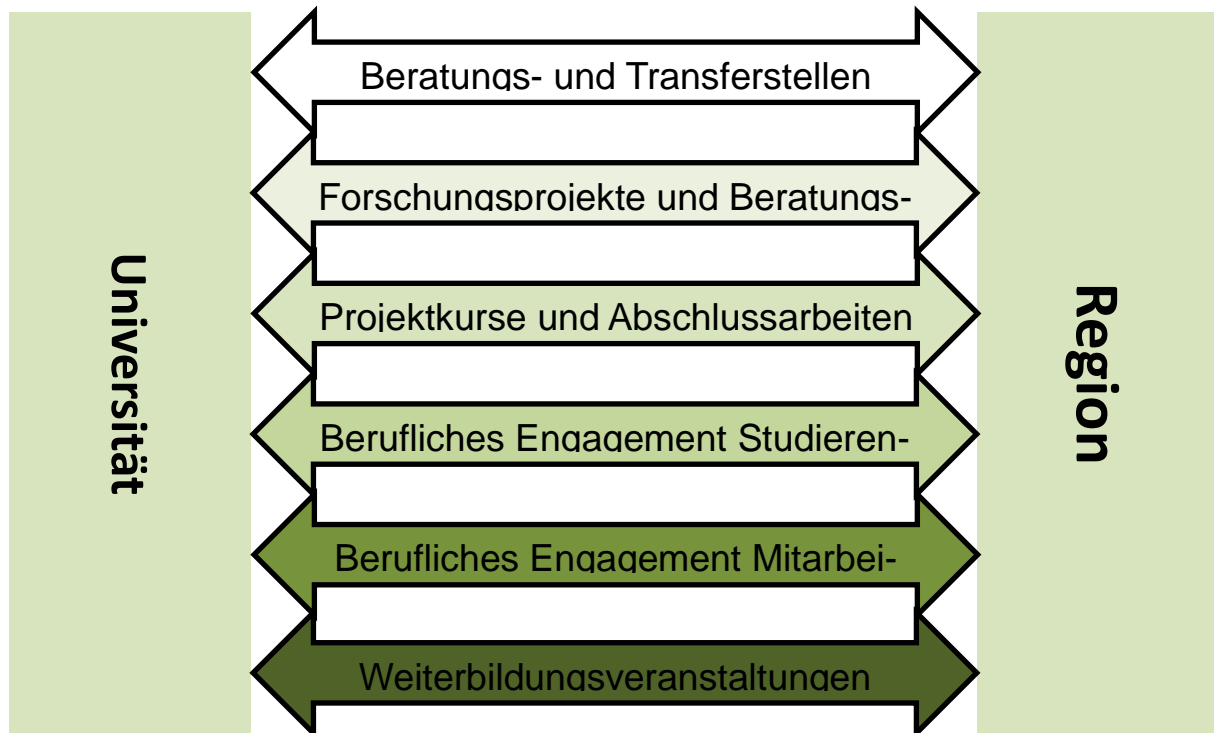 Universität
Beratungs- und Transferstellen
Forschungsprojekte und Beratungs-
Projektkurse und Abschlussarbeiten
Berufliches Engagement Studieren-
Berufliches Engagement Mitarbei-
Weiterbildungsveranstaltungen
Region